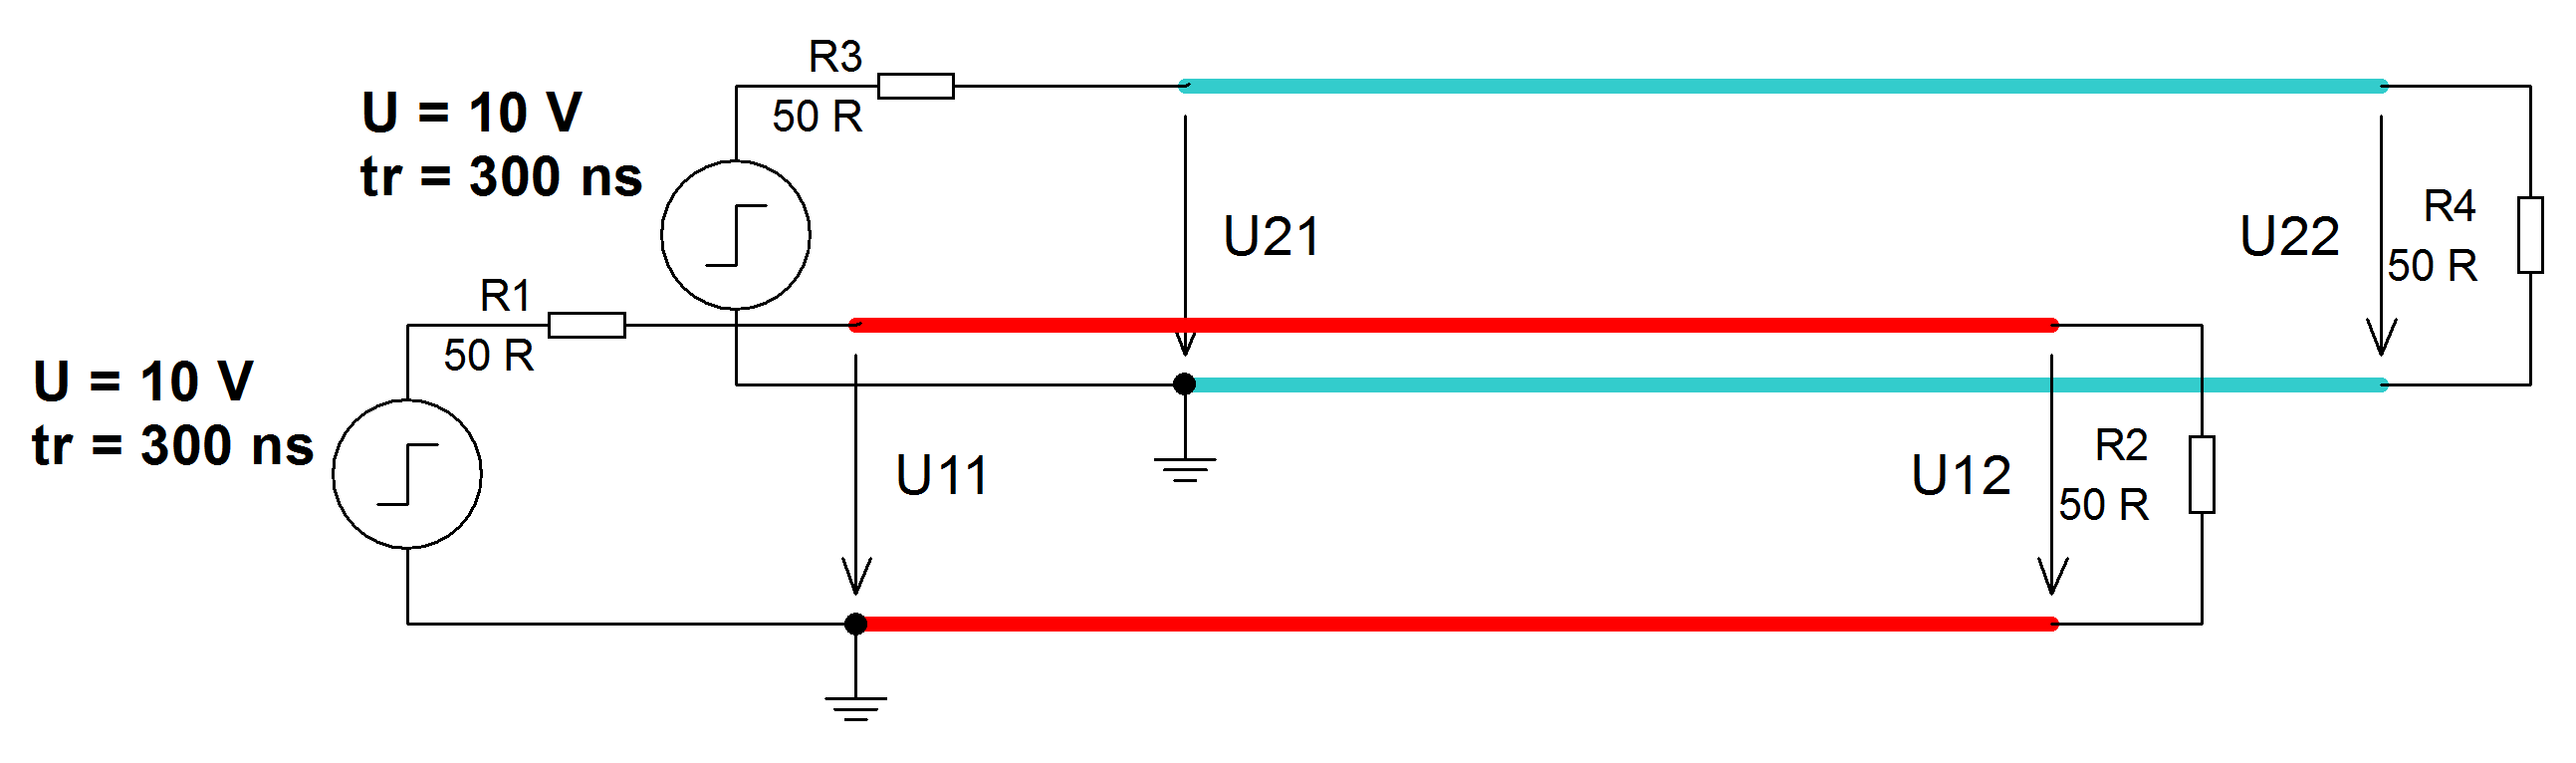 R3
50 R
U = 10 V
tr = 300 ns
U21
R4
50 R
U22
R1
50 R
U = 10 V
tr = 300 ns
U11
U12
R2
50 R